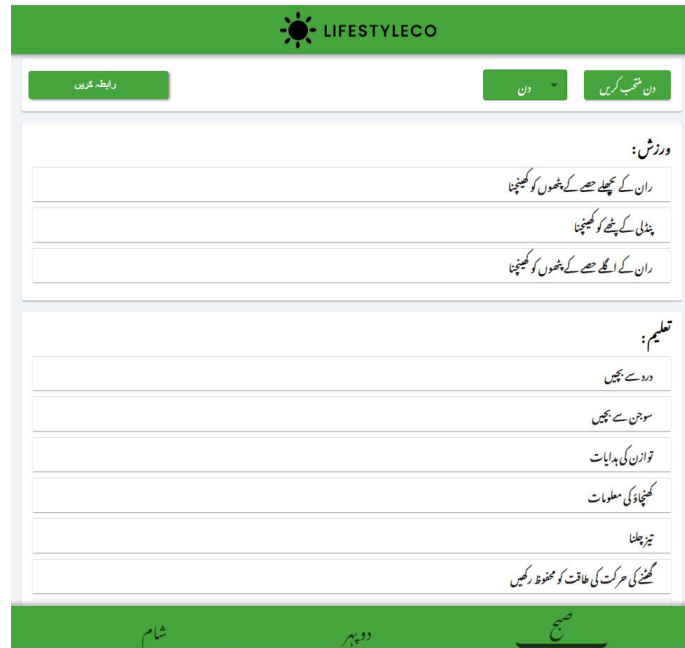 LIFESTYLECO
دن منتخب کریں
دن
رابطہ کریں
ورزش:
ران کے پچھلے حصے کے پٹھوں کو کھینچنا
پنڈلی کے پٹھے کو کھینچنا
ران کے اگلے حصے کے پٹھوں کو کھینچنا
تعلیم:
درد سے بچیں
سوجن سے بچیں
توازن کی ہدایات
کھنچاؤ کی معلومات
تیز چلنا
گھٹنے کی حرکت کی طاقت کو محفوظ رکھیں
صبح
دوپہر
شام